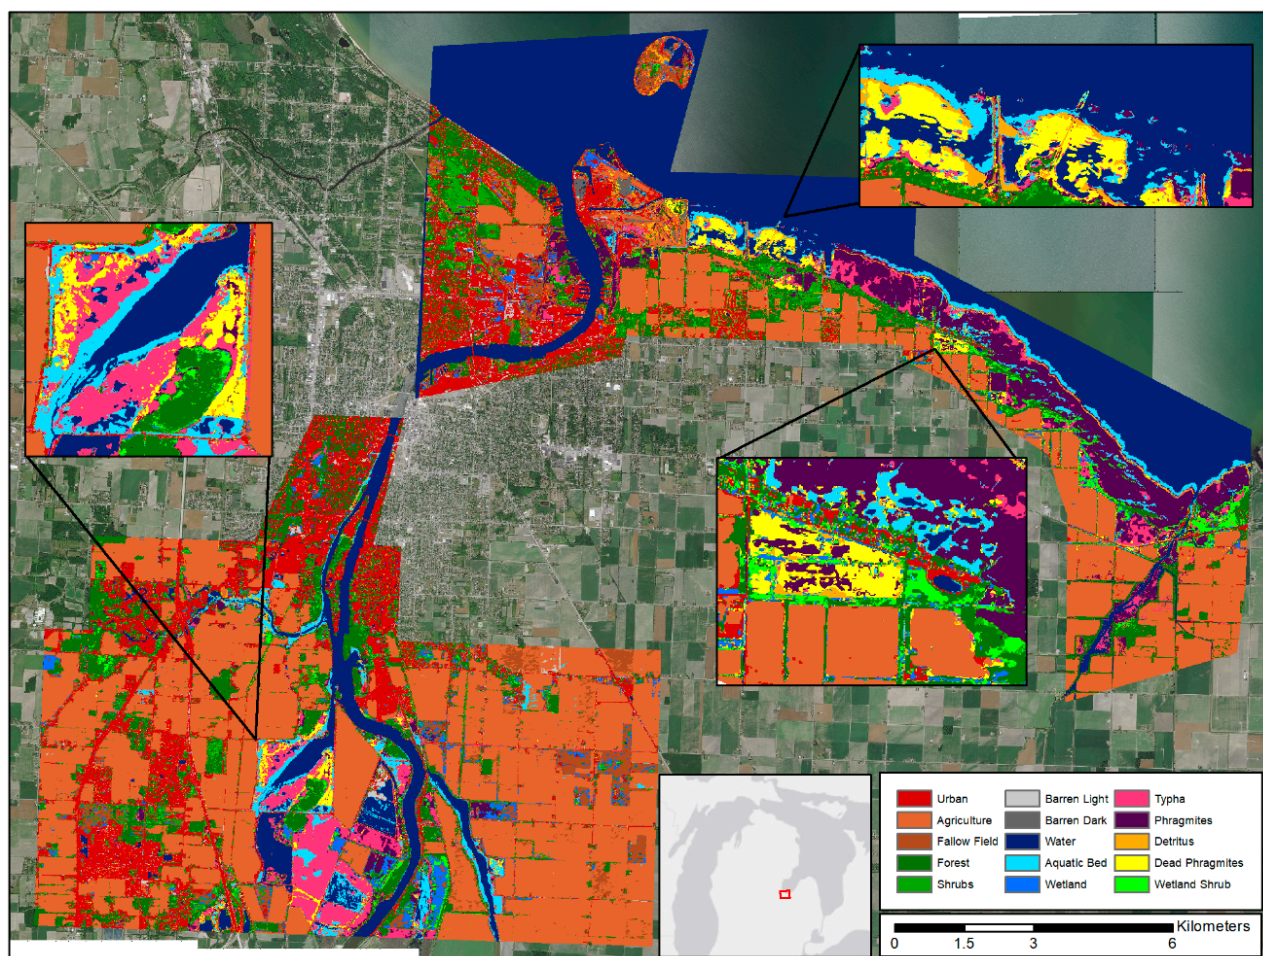 Urban Barren Light Typha
Agriculture Barren Dark Phragmites
Fallow Field Water Detritus
Forest Aquatic Bed Dead Phragmites
Shrubs Wetland Wetland Shrub
Kilometers
0 1.5 3 6